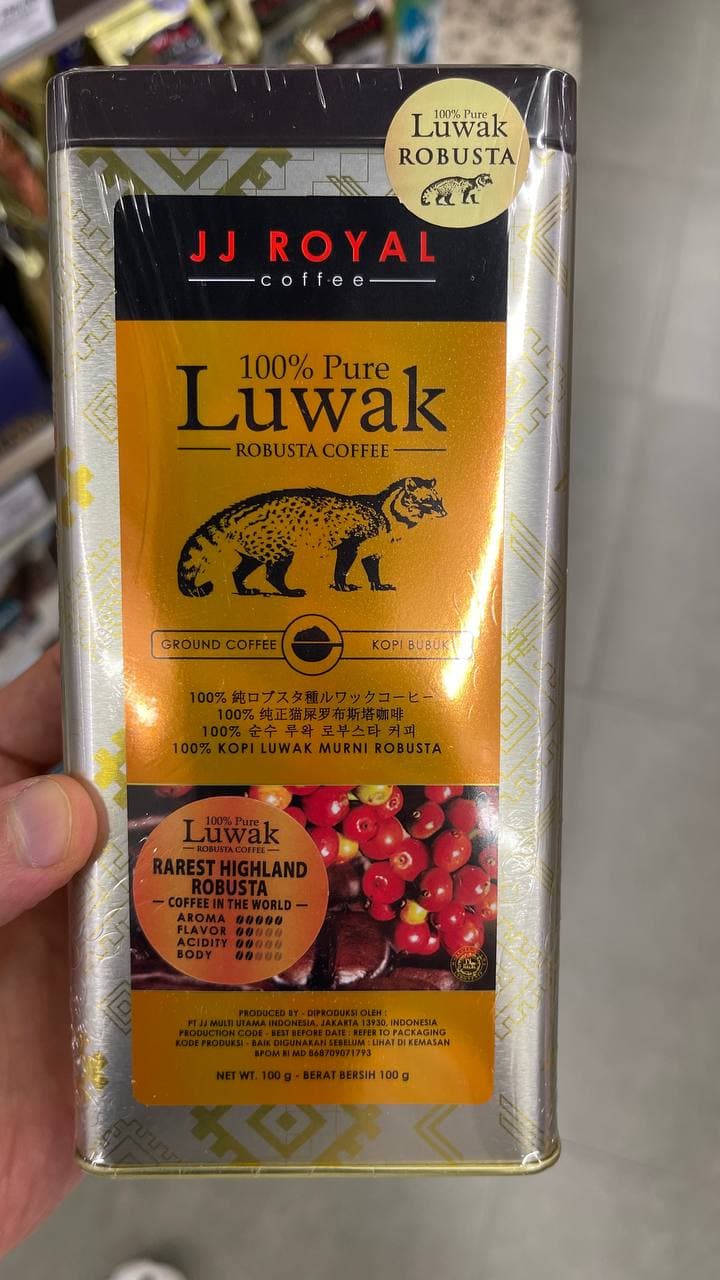 100% Pure
Luwak
ROBUSTA
JJ ROYAL
coffee
100% Pure
Luwak
ROBUSTA COFFEE
GROUND COFFEE
KOPI BUBUK
100% 純ロブスタ種ルワックコーヒー
100% 纯正猫屎罗布斯塔咖啡
100% 순수 루왁 로부스타 커피
100% KOPI LUWAK MURNI ROBUSTA
100% Pure
Luwak
ROBUSTA COFFEE
RAREST HIGHLAND
ROBUSTA
COFFEE IN THE WORLD
AROMA
FLAVOR
ACIDITY
BODY
PRODUCED BY - DIPRODUKSI OLEH :
PT JJ MULTI UTAMA INDONESIA, JAKARTA 13930, INDONESIA
PRODUCTION CODE - BEST BEFORE DATE : REFER TO PACKAGING
KODE PRODUKSI - BAIK DIGUNAKAN SEBELUM : LIHAT DI KEMASAN
BPOM RI MD 868709071793
NET WT. 100 g - BERAT BERSIH 100 g